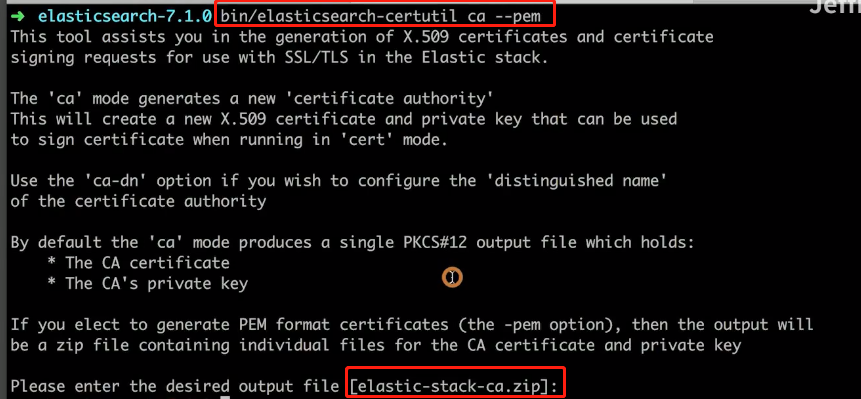 Jeff
➜ elasticsearch-7.1.0 bin/elasticsearch-certutil ca --pem
This tool assists you in the generation of X.509 certificates and certificate
signing requests for use with SSL/TLS in the Elastic stack.
The 'ca' mode generates a new 'certificate authority'
This will create a new X.509 certificate and private key that can be used
to sign certificate when running in 'cert' mode.
Use the 'ca-dn' option if you wish to configure the 'distinguished name'
of the certificate authority
By default the 'ca' mode produces a single PKCS#12 output file which holds:
* The CA certificate
* The CA's private key
If you elect to generate PEM format certificates (the -pem option), then the output will
be a zip file containing individual files for the CA certificate and private key
Please enter the desired output file [elastic-stack-ca.zip]: